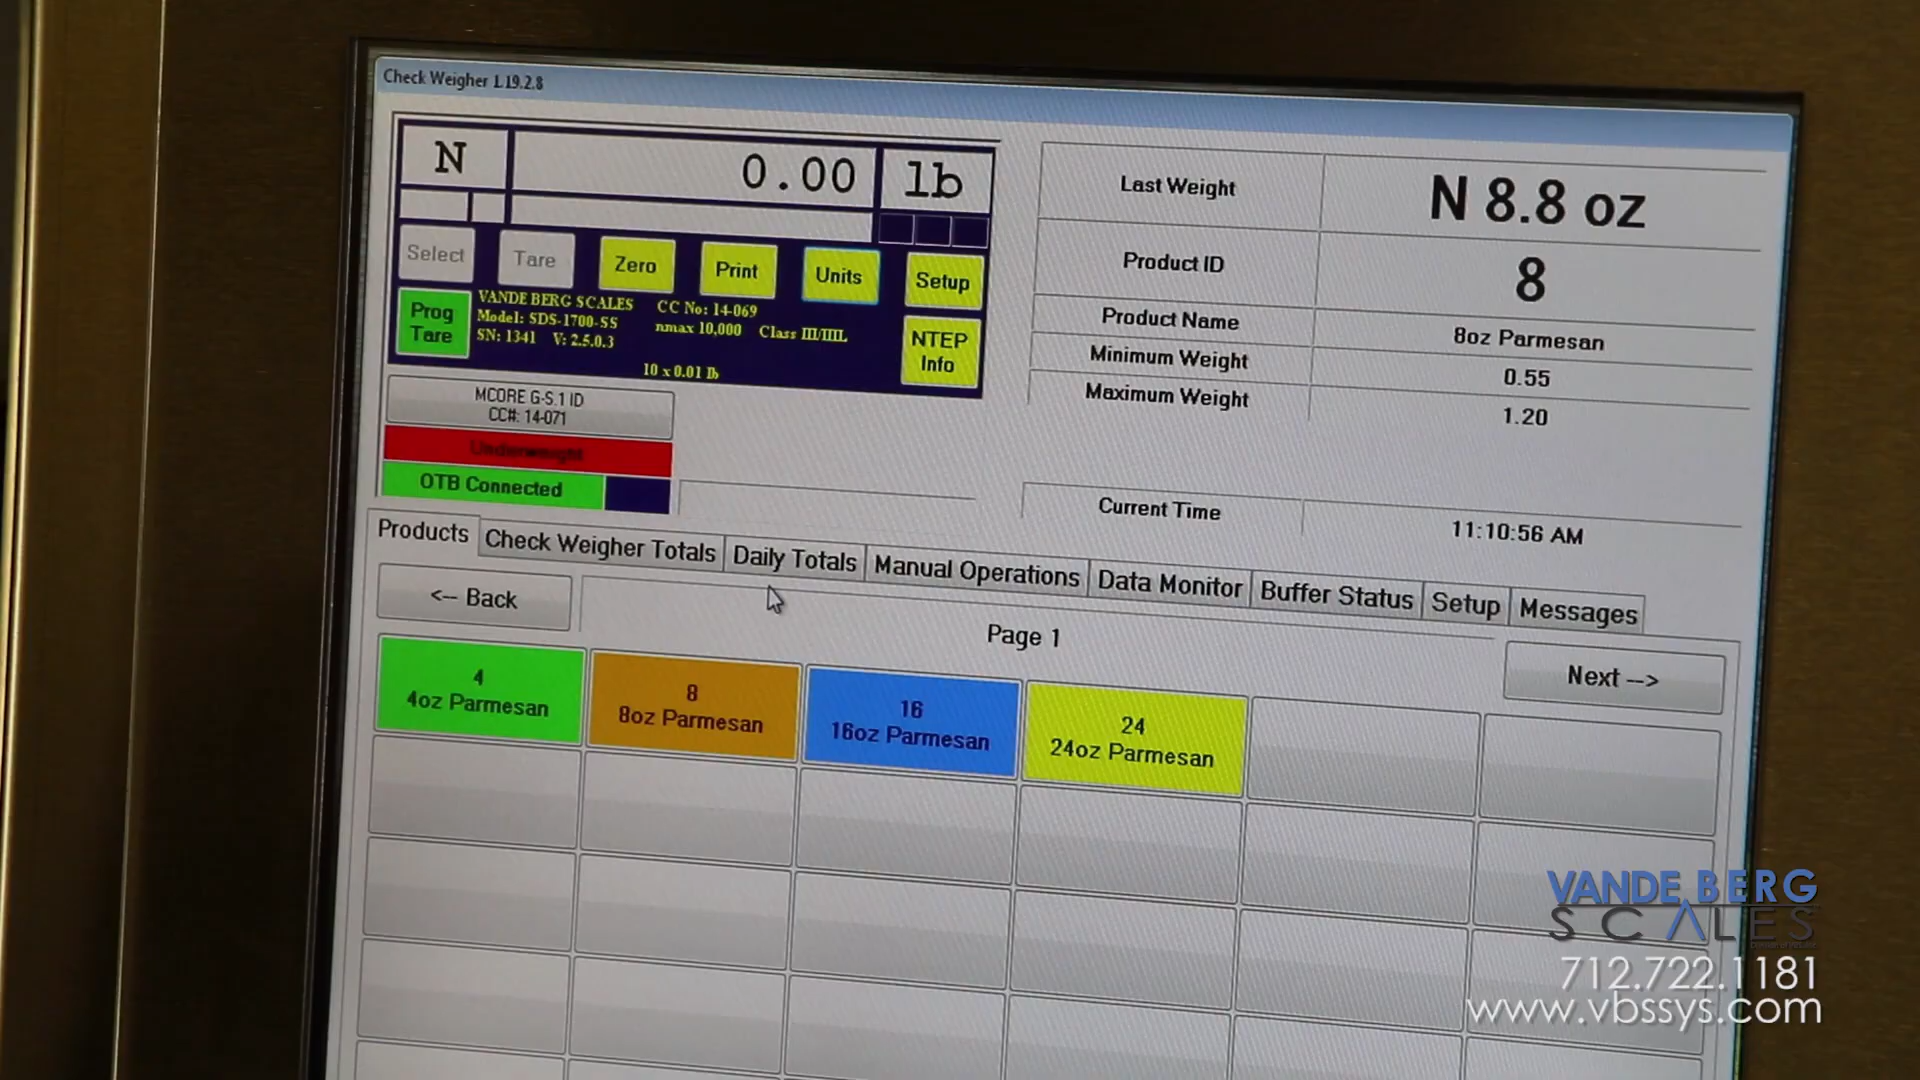 Check Weigher 1.19.2.8
N
0.00
lb
Select
Tare
Zero
Print
Units
Setup
Prog
Tare
VANDE BERG SCALES
Model: SDS-1700-SS
SN: 1341 V: 2.5.0.3
CC No: 14-069
nmax 10,000 Class III/IIIL
10 x 0.01 lb
NTEP
Info
MCORE G-S.1 ID
CC#: 14-071
Underweight
OTB Connected
Last Weight
N 8.8 oz
Product ID
8
Product Name
8oz Parmesan
Minimum Weight
0.55
Maximum Weight
1.20
Current Time
11:10:56 AM
Products
Check Weigher Totals
Daily Totals
Manual Operations
Data Monitor
Buffer Status
Setup
Messages
<-- Back
Page 1
Next -->
4
4oz Parmesan
8
8oz Parmesan
16
16oz Parmesan
24
24oz Parmesan
VANDE BERG
SCALES
712.722.1181
www.vbssys.com